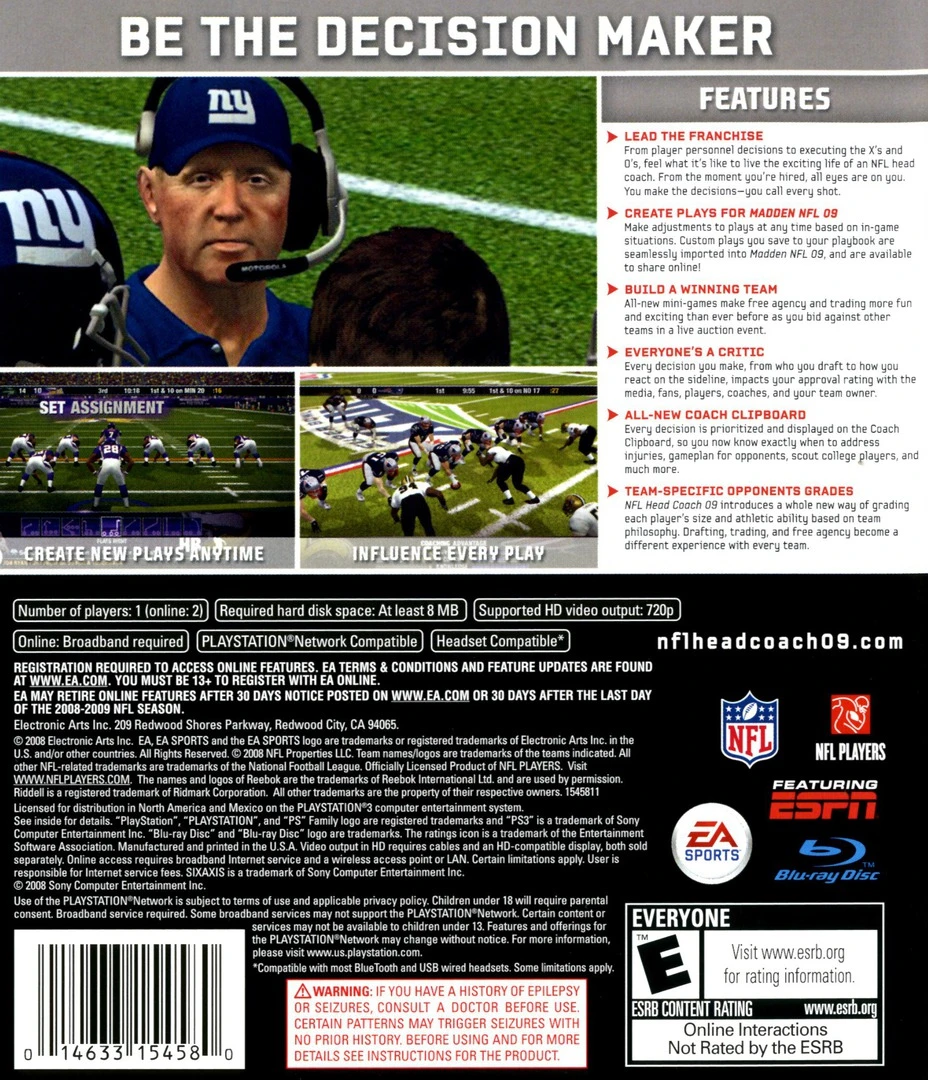 BE THE DECISION MAKER
ny
ny
MOTOROLA
FEATURES
LEAD THE FRANCHISE
From player personnel decisions to executing the X's and
O's, feel what it's like to live the exciting life of an NFL head
coach. From the moment you're hired, all eyes are on you.
You make the decisions—you call every shot.
CREATE PLAYS FOR MADDEN NFL 09
Make adjustments to plays at any time based on in-game
situations. Custom plays you save to your playbook are
seamlessly imported into Madden NFL 09, and are available
to share online!
BUILD A WINNING TEAM
All-new mini-games make free agency and trading more fun
and exciting than ever before as you bid against other
teams in a live auction event.
EVERYONE'S A CRITIC
Every decision you make, from who you draft to how you
react on the sideline, impacts your approval rating with the
media, fans, players, coaches, and your team owner.
ALL-NEW COACH CLIPBOARD
Every decision is prioritized and displayed on the Coach
Clipboard, so you now know exactly when to address
injuries, gameplan for opponents, scout college players, and
much more.
TEAM-SPECIFIC OPPONENTS GRADES
NFL Head Coach 09 introduces a whole new way of grading
each player's size and athletic ability based on team
philosophy. Drafting, trading, and free agency become a
different experience with every team.
14 10 3rd 10:18 1st & 10 on MIN 20 :16
SET ASSIGNMENT
28
CREATE NEW PLAYS ANYTIME
0 0 1st 9:55 1st & 10 on NO 17 :27
INFLUENCE EVERY PLAY
Number of players: 1 (online: 2)
Required hard disk space: At least 8 MB
Supported HD video output: 720p
Online: Broadband required
PLAYSTATION®Network Compatible
Headset Compatible*
nflheadcoach09.com
REGISTRATION REQUIRED TO ACCESS ONLINE FEATURES. EA TERMS & CONDITIONS AND FEATURE UPDATES ARE FOUND
AT WWW.EA.COM. YOU MUST BE 13+ TO REGISTER WITH EA ONLINE.
EA MAY RETIRE ONLINE FEATURES AFTER 30 DAYS NOTICE POSTED ON WWW.EA.COM OR 30 DAYS AFTER THE LAST DAY
OF THE 2008-2009 NFL SEASON.
Electronic Arts Inc. 209 Redwood Shores Parkway, Redwood City, CA 94065.
© 2008 Electronic Arts Inc. EA, EA SPORTS and the EA SPORTS logo are trademarks or registered trademarks of Electronic Arts Inc. in the
U.S. and/or other countries. All Rights Reserved. © 2008 NFL Properties LLC. Team names/logos are trademarks of the teams indicated. All
other NFL-related trademarks are trademarks of the National Football League. Officially Licensed Product of NFL PLAYERS. Visit
WWW.NFLPLAYERS.COM. The names and logos of Reebok are the trademarks of Reebok International Ltd. and are used by permission.
Riddell is a registered trademark of Ridmark Corporation. All other trademarks are the property of their respective owners. 1545811
Licensed for distribution in North America and Mexico on the PLAYSTATION®3 computer entertainment system.
See inside for details. "PlayStation", "PLAYSTATION", and "PS" Family logo are registered trademarks and "PS3" is a trademark of Sony
Computer Entertainment Inc. "Blu-ray Disc" and "Blu-ray Disc" logo are trademarks. The ratings icon is a trademark of the Entertainment
Software Association. Manufactured and printed in the U.S.A. Video output in HD requires cables and an HD-compatible display, both sold
separately. Online access requires broadband Internet service and a wireless access point or LAN. Certain limitations apply. User is
responsible for Internet service fees. SIXAXIS is a trademark of Sony Computer Entertainment Inc.
© 2008 Sony Computer Entertainment Inc.
Use of the PLAYSTATION®Network is subject to terms of use and applicable privacy policy. Children under 18 will require parental
consent. Broadband service required. Some broadband services may not support the PLAYSTATION®Network. Certain content or
services may not be available to children under 13. Features and offerings for
the PLAYSTATION®Network may change without notice. For more information,
please visit www.us.playstation.com.
*Compatible with most BlueTooth and USB wired headsets. Some limitations apply.
NFL
NFL PLAYERS
FEATURING
ESPN
EA
SPORTS™
Blu-ray Disc™
WARNING: IF YOU HAVE A HISTORY OF EPILEPSY
OR SEIZURES, CONSULT A DOCTOR BEFORE USE.
CERTAIN PATTERNS MAY TRIGGER SEIZURES WITH
NO PRIOR HISTORY. BEFORE USING AND FOR MORE
DETAILS SEE INSTRUCTIONS FOR THE PRODUCT.
0 14633 15458 0
EVERYONE
™
E
Visit www.esrb.org
for rating information.
ESRB CONTENT RATING www.esrb.org
Online Interactions
Not Rated by the ESRB